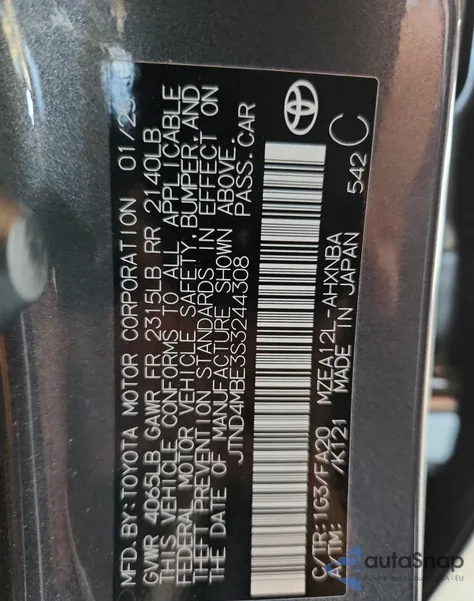 MFD.BY:TOYOTA MOTOR CORPORATION 01/25
GVWR 4065LB GAWR FR 2315LB RR 2140LB
THIS VEHICLE CONFORMS TO ALL APPLICABLE
FEDERAL MOTOR VEHICLE SAFETY, BUMPER, AND
THEFT PREVENTION STANDARDS IN EFFECT ON
THE DATE OF MANUFACTURE SHOWN ABOVE.
JTND4MBE3S3244308 PASS.CAR
C/TR:1G3/FA20 MZEA12L-AHXNBA
A/TM: /K121 MADE IN JAPAN 542 C
autoSnap